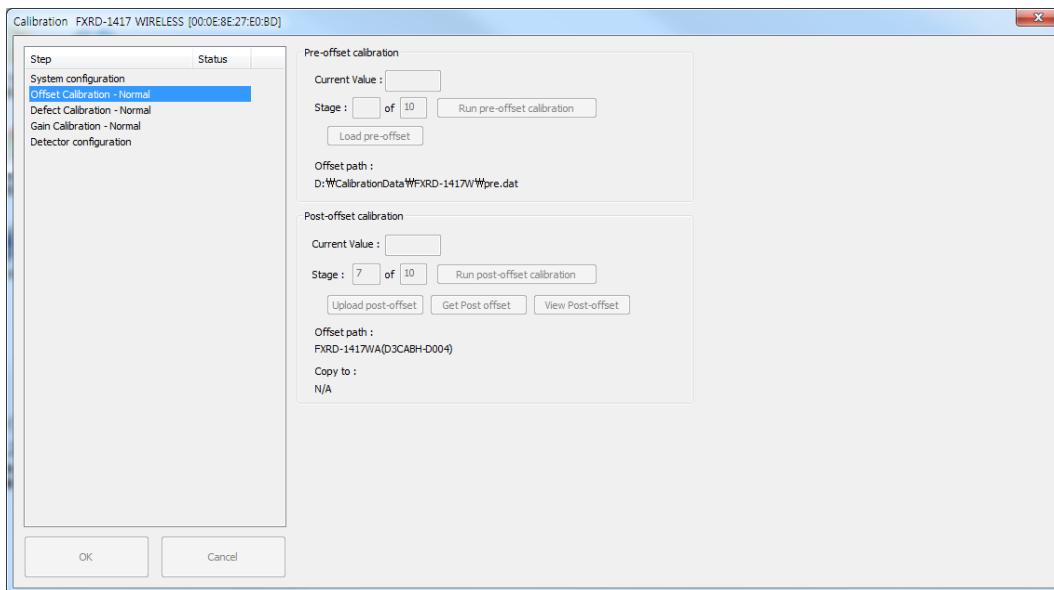 Calibration FXRD-1417 WIRELESS [00:0E:8E:27:E0:BD]
Step Status
System configuration
Offset Calibration - Normal
Defect Calibration - Normal
Gain Calibration - Normal
Detector configuration
OK Cancel
Pre-offset calibration
Current Value :
Stage : of 10 Run pre-offset calibration
Load pre-offset
Offset path :
D:₩CalibrationData₩FXRD-1417W₩pre.dat
Post-offset calibration
Current Value :
Stage : 7 of 10 Run post-offset calibration
Upload post-offset Get Post offset View Post-offset
Offset path :
FXRD-1417WA(D3CABH-D004)
Copy to :
N/A